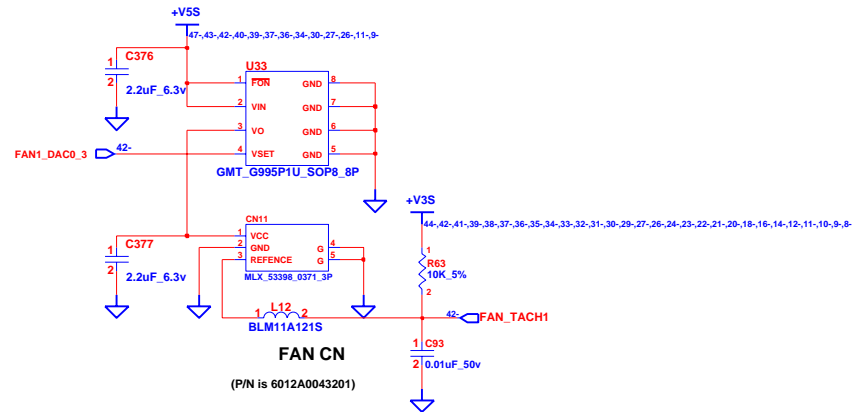 +V5S
47-,43-,42-,40-,39-,37-,36-,34-,30-,27-,26-,11-,9-
1 C376
2
2.2uF_6.3v
U33
1 FON GND 8
2 VIN GND 7
3 VO GND 6
4 VSET GND 5
GMT_G995P1U_SOP8_8P
FAN1_DAC0_3 42-
+V3S
44-,42-,41-,39-,38-,37-,36-,35-,34-,33-,32-,31-,30-,29-,27-,26-,24-,23-,22-,21-,20-,18-,16-,14-,12-,11-,10-,9-,8-
1 C377
2
2.2uF_6.3v
CN11
1 VCC
2 GND G 4
3 REFENCE G 5
MLX_53398_0371_3P
1
R63
10K_5%
2
1 L12 2
BLM11A121S
42- FAN_TACH1
1 C93
2 0.01uF_50v
FAN CN
(P/N is 6012A0043201)